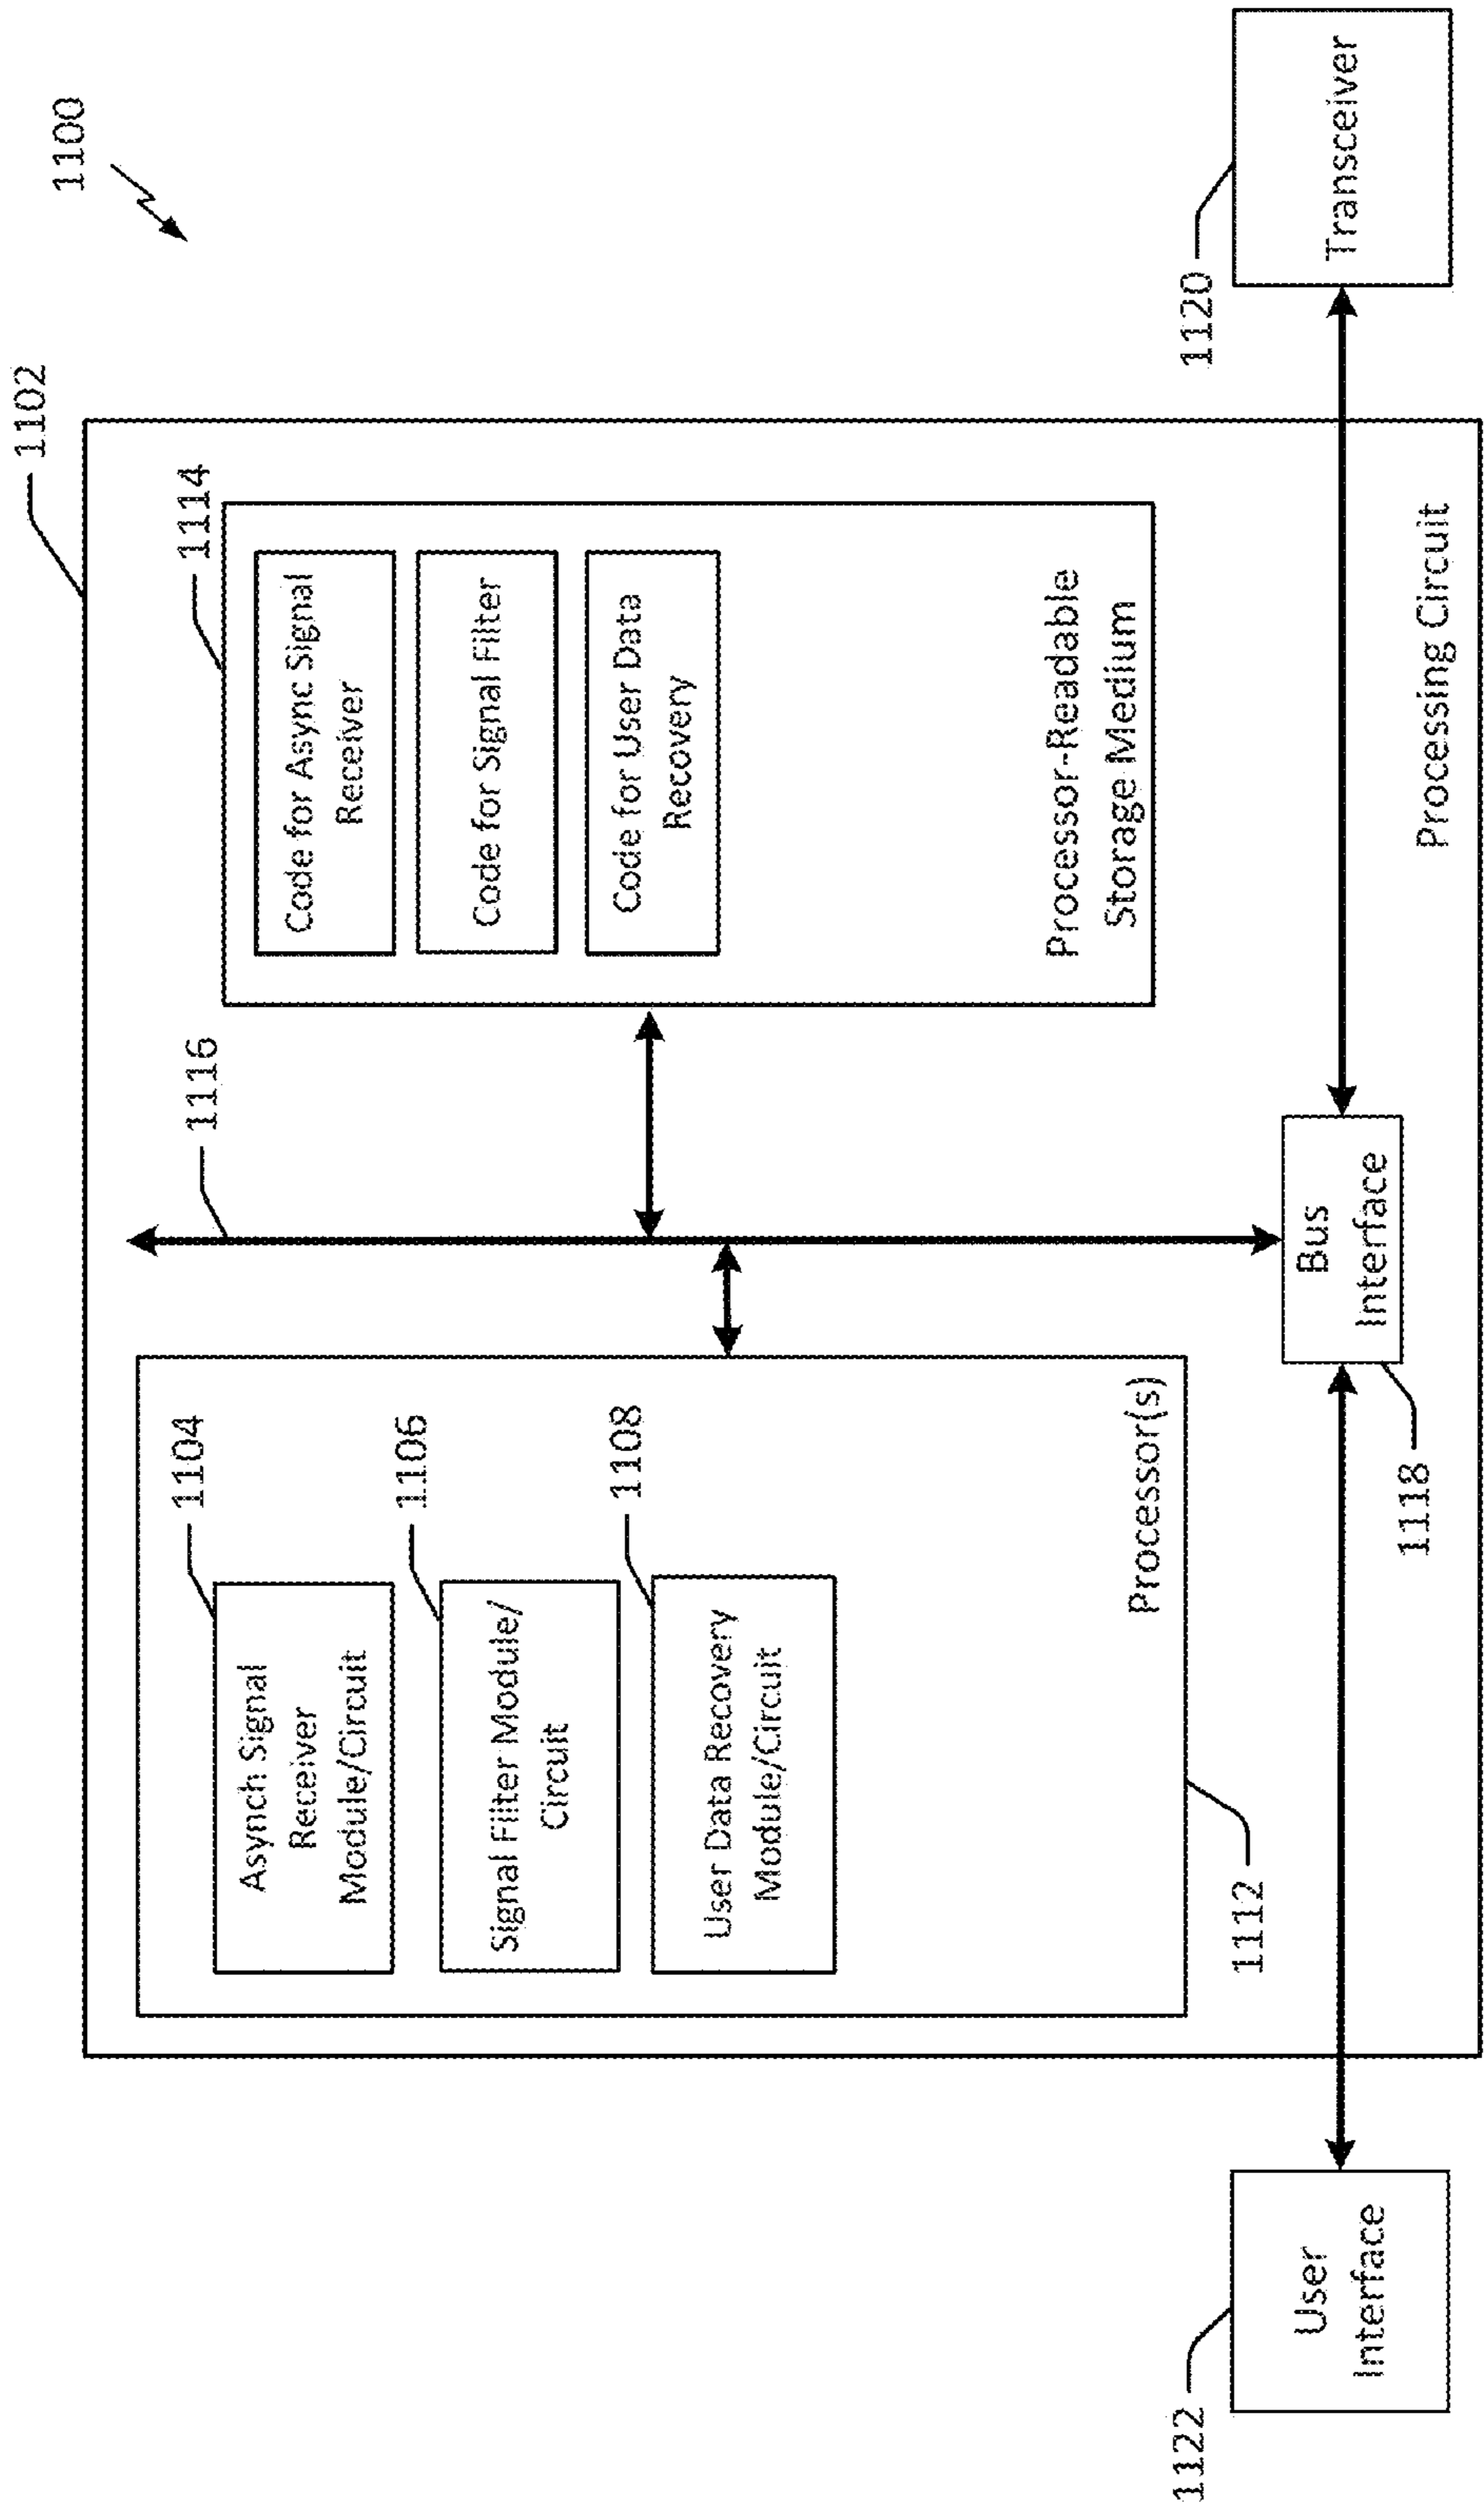 1100
1102
1104
Asynch Signal
Receiver
Module/Circuit
1106
Signal Filter Module/
Circuit
1108
User Data Recovery
Module/Circuit
Processor(s)
1112
1116
1114
Code for Async Signal
Receiver
Code for Signal Filter
Code for User Data
Recovery
Processor-Readable
Storage Medium
1122
User
Interface
Bus
Interface
1118
Processing Circuit
1120
Transceiver